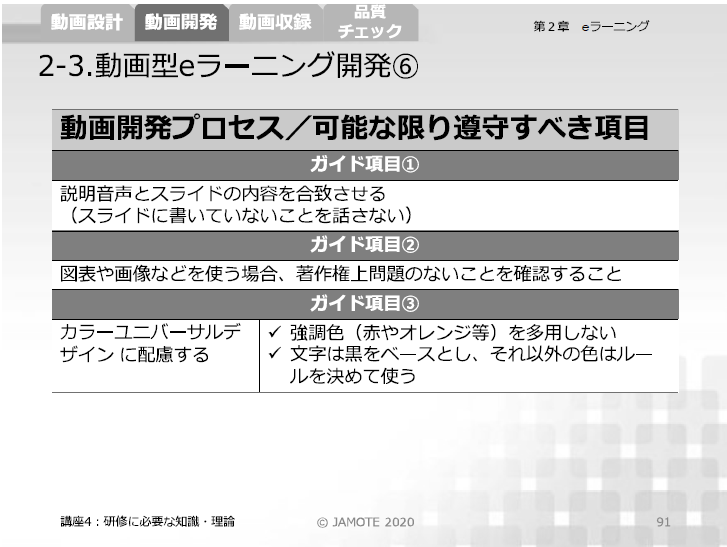 動画設計 動画開発 動画収録 品質
チェック
第2章 eラーニング
2-3.動画型eラーニング開発⑥
動画開発プロセス／可能な限り遵守すべき項目
ガイド項目①
説明音声とスライドの内容を合致させる
（スライドに書いていないことを話さない）
ガイド項目②
図表や画像などを使う場合、著作権上問題のないことを確認すること
ガイド項目③
カラーユニバーサルデ
ザイン に配慮する
✓ 強調色（赤やオレンジ等）を多用しない
✓ 文字は黒をベースとし、それ以外の色はルー
ルを決めて使う
講座4：研修に必要な知識・理論
© JAMOTE 2020
91